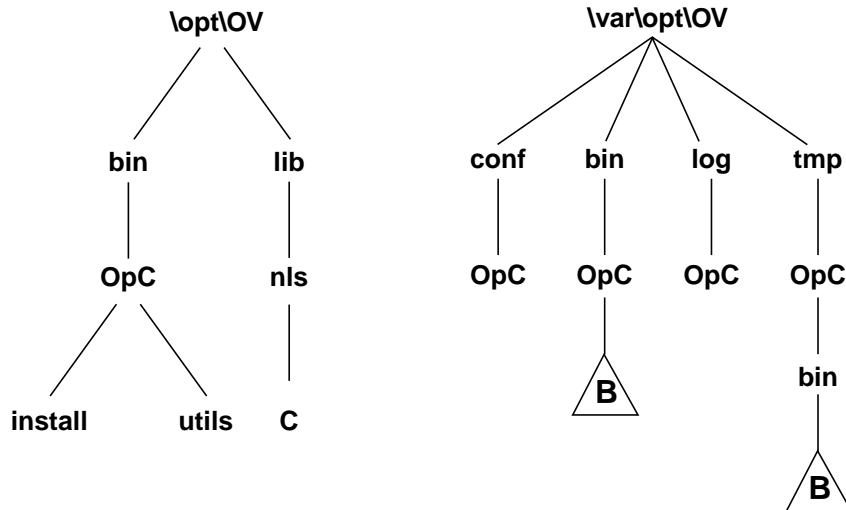 \opt\OV
\var\opt\OV
bin
lib
conf
bin
log
tmp
OpC
nls
OpC
OpC
OpC
OpC
B
bin
install
utils
C
B